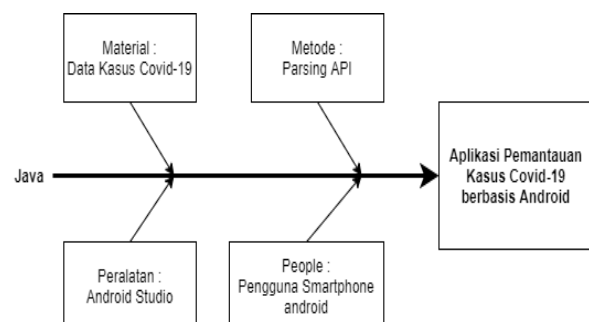 Material :
Data Kasus Covid-19
Metode :
Parsing API
Java
Aplikasi Pemantauan
Kasus Covid-19
berbasis Android
Peralatan :
Android Studio
People :
Pengguna Smartphone
android